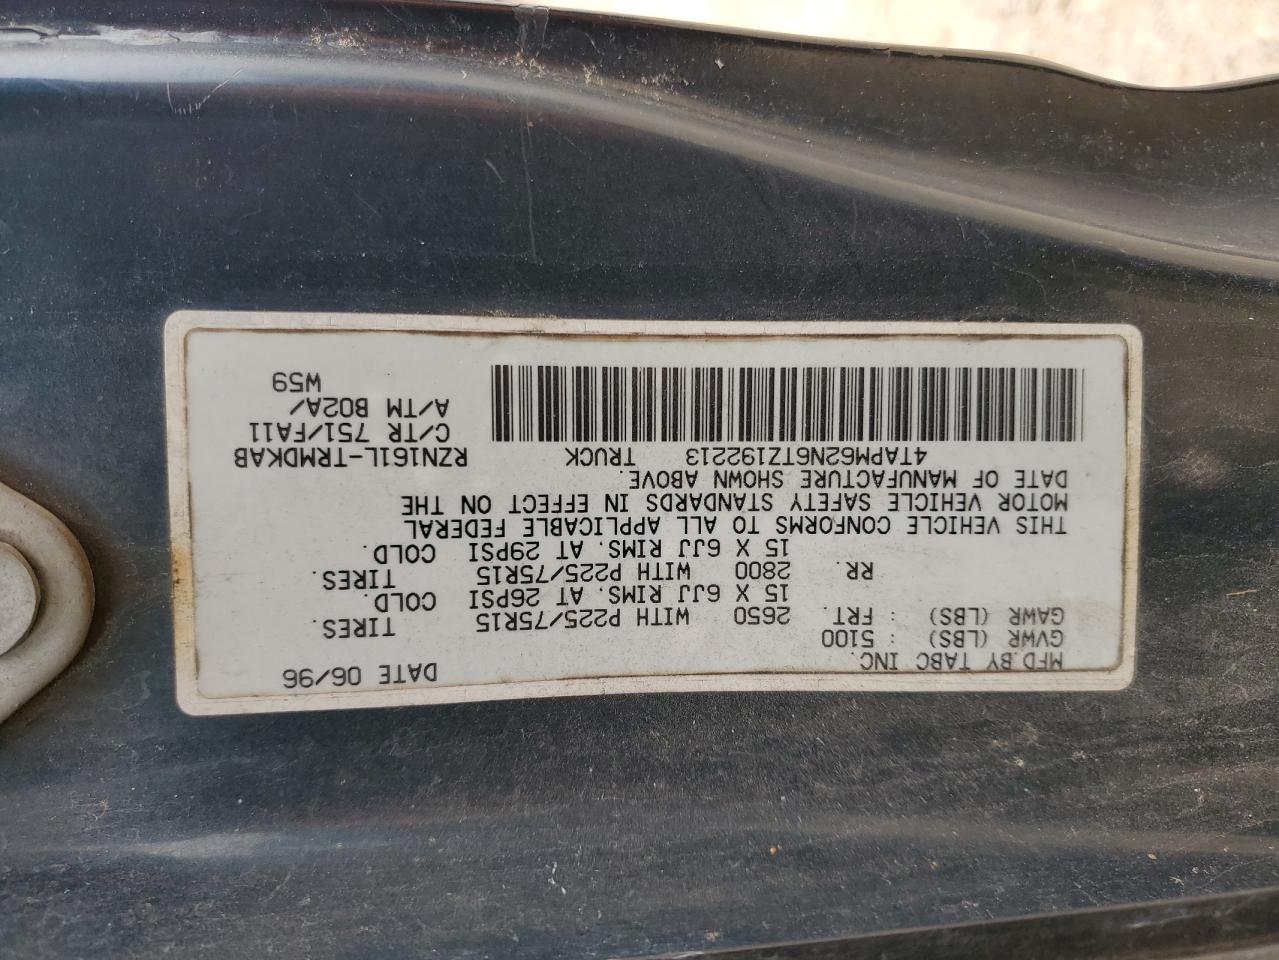 MFD.BY TABC INC. DATE 06/96
GVWR (LBS) : 5100
GAWR (LBS) : FRT. 2650 WITH P225/75R15 TIRES.
15 X 6JJ RIMS. AT 26PSI COLD.
RR. 2800 WITH P225/75R15 TIRES.
15 X 6JJ RIMS. AT 29PSI COLD.
THIS VEHICLE CONFORMS TO ALL APPLICABLE FEDERAL
MOTOR VEHICLE SAFETY STANDARDS IN EFFECT ON THE
DATE OF MANUFACTURE SHOWN ABOVE.
4TAPM62N6TZ192213 TRUCK RZN161L-TRMDKAB
C/TR 751/FA11
A/TM B02A/
W59